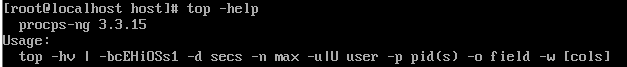 [root@localhost host]# top -help
  procps-ng 3.3.15
Usage:
  top -hv | -bcEHiOSs1 -d secs -n max -u|U user -p pid(s) -o field -w [cols]